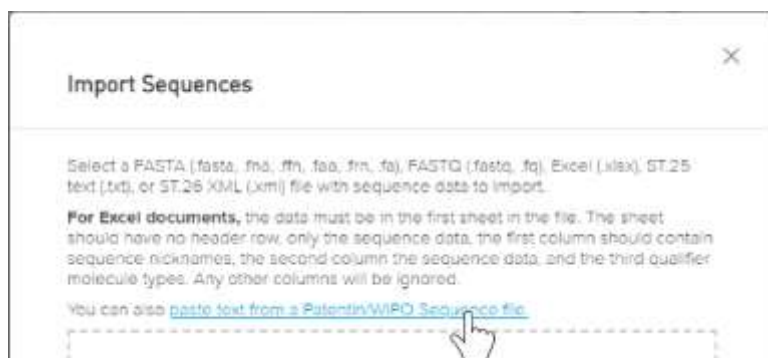 Import Sequences
Select a FASTA (.fasta, .fna, .ffn, .faa, .frn, .fa), FASTQ (.fastq, .fq), Excel (.xlsx), ST.25
text (.txt), or ST.26 XML (.xml) file with sequence data to import.
For Excel documents, the data must be in the first sheet in the file. The sheet
should have no header row, only the sequence data, the first column should contain
sequence nicknames, the second column the sequence data, and the third qualifier
molecule types. Any other columns will be ignored.
You can also paste text from a PatentIn/WIPO Sequence file.